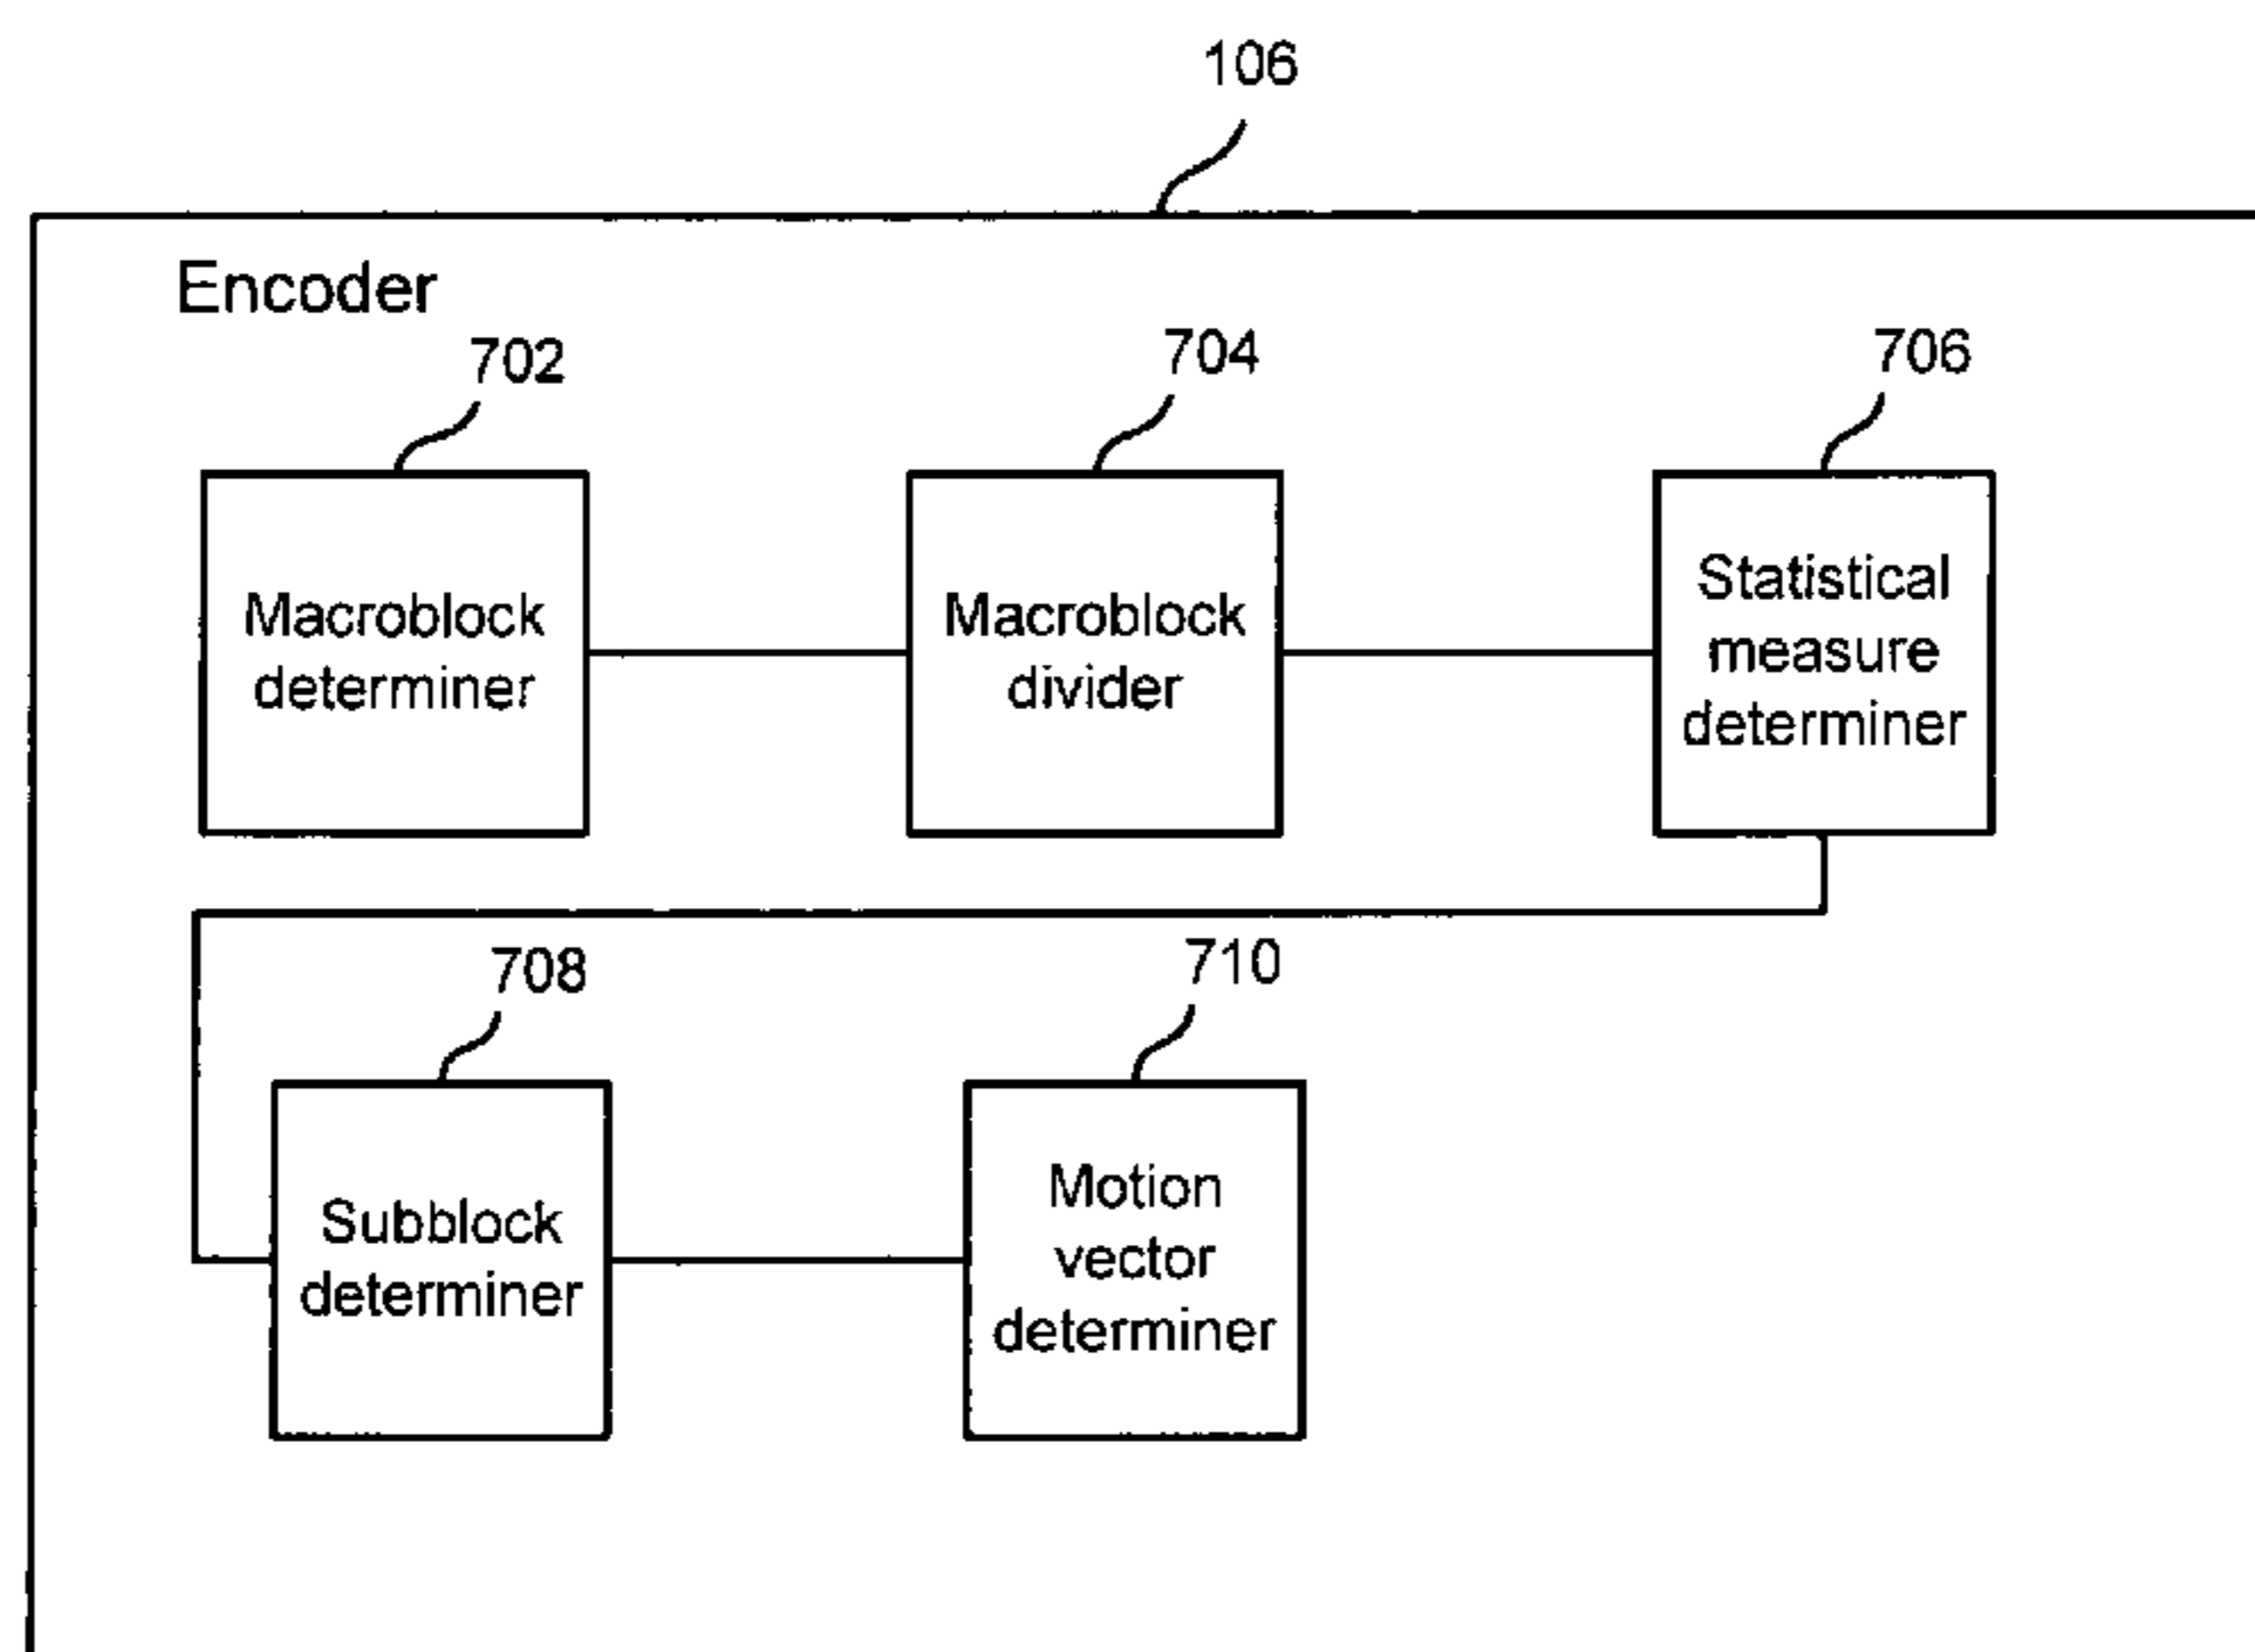 106
Encoder
702
704
706
Macroblock
determiner
Macroblock
divider
Statistical
measure
determiner
708
710
Subblock
determiner
Motion
vector
determiner